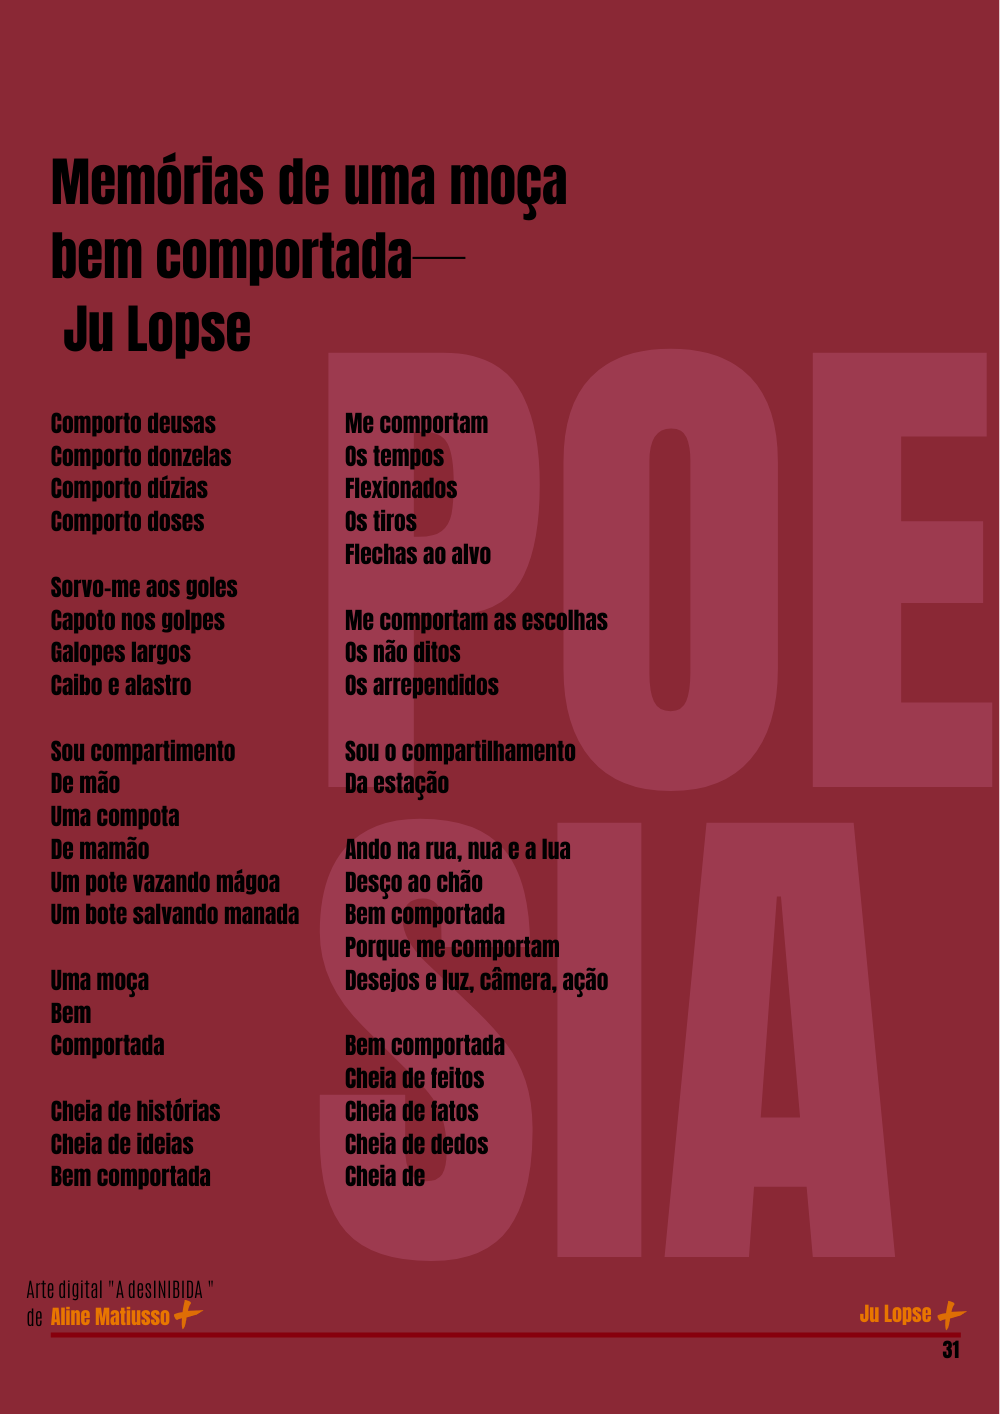 Memórias de uma moça
bem comportada—
Ju Lopse
POE
SIA
Comporto deusas
Comporto donzelas
Comporto dúzias
Comporto doses
Sorvo-me aos goles
Capoto nos golpes
Galopes largos
Caibo e alastro
Sou compartimento
De mão
Uma compota
De mamão
Um pote vazando mágoa
Um bote salvando manada
Uma moça
Bem
Comportada
Cheia de histórias
Cheia de ideias
Bem comportada
Me comportam
Os tempos
Flexionados
Os tiros
Flechas ao alvo
Me comportam as escolhas
Os não ditos
Os arrependidos
Sou o compartilhamento
Da estação
Ando na rua, nua e a lua
Desço ao chão
Bem comportada
Porque me comportam
Desejos e luz, câmera, ação
Bem comportada
Cheia de feitos
Cheia de fatos
Cheia de dedos
Cheia de
Arte digital "A desINIBIDA "
de Aline Matiusso
Ju Lopse
31